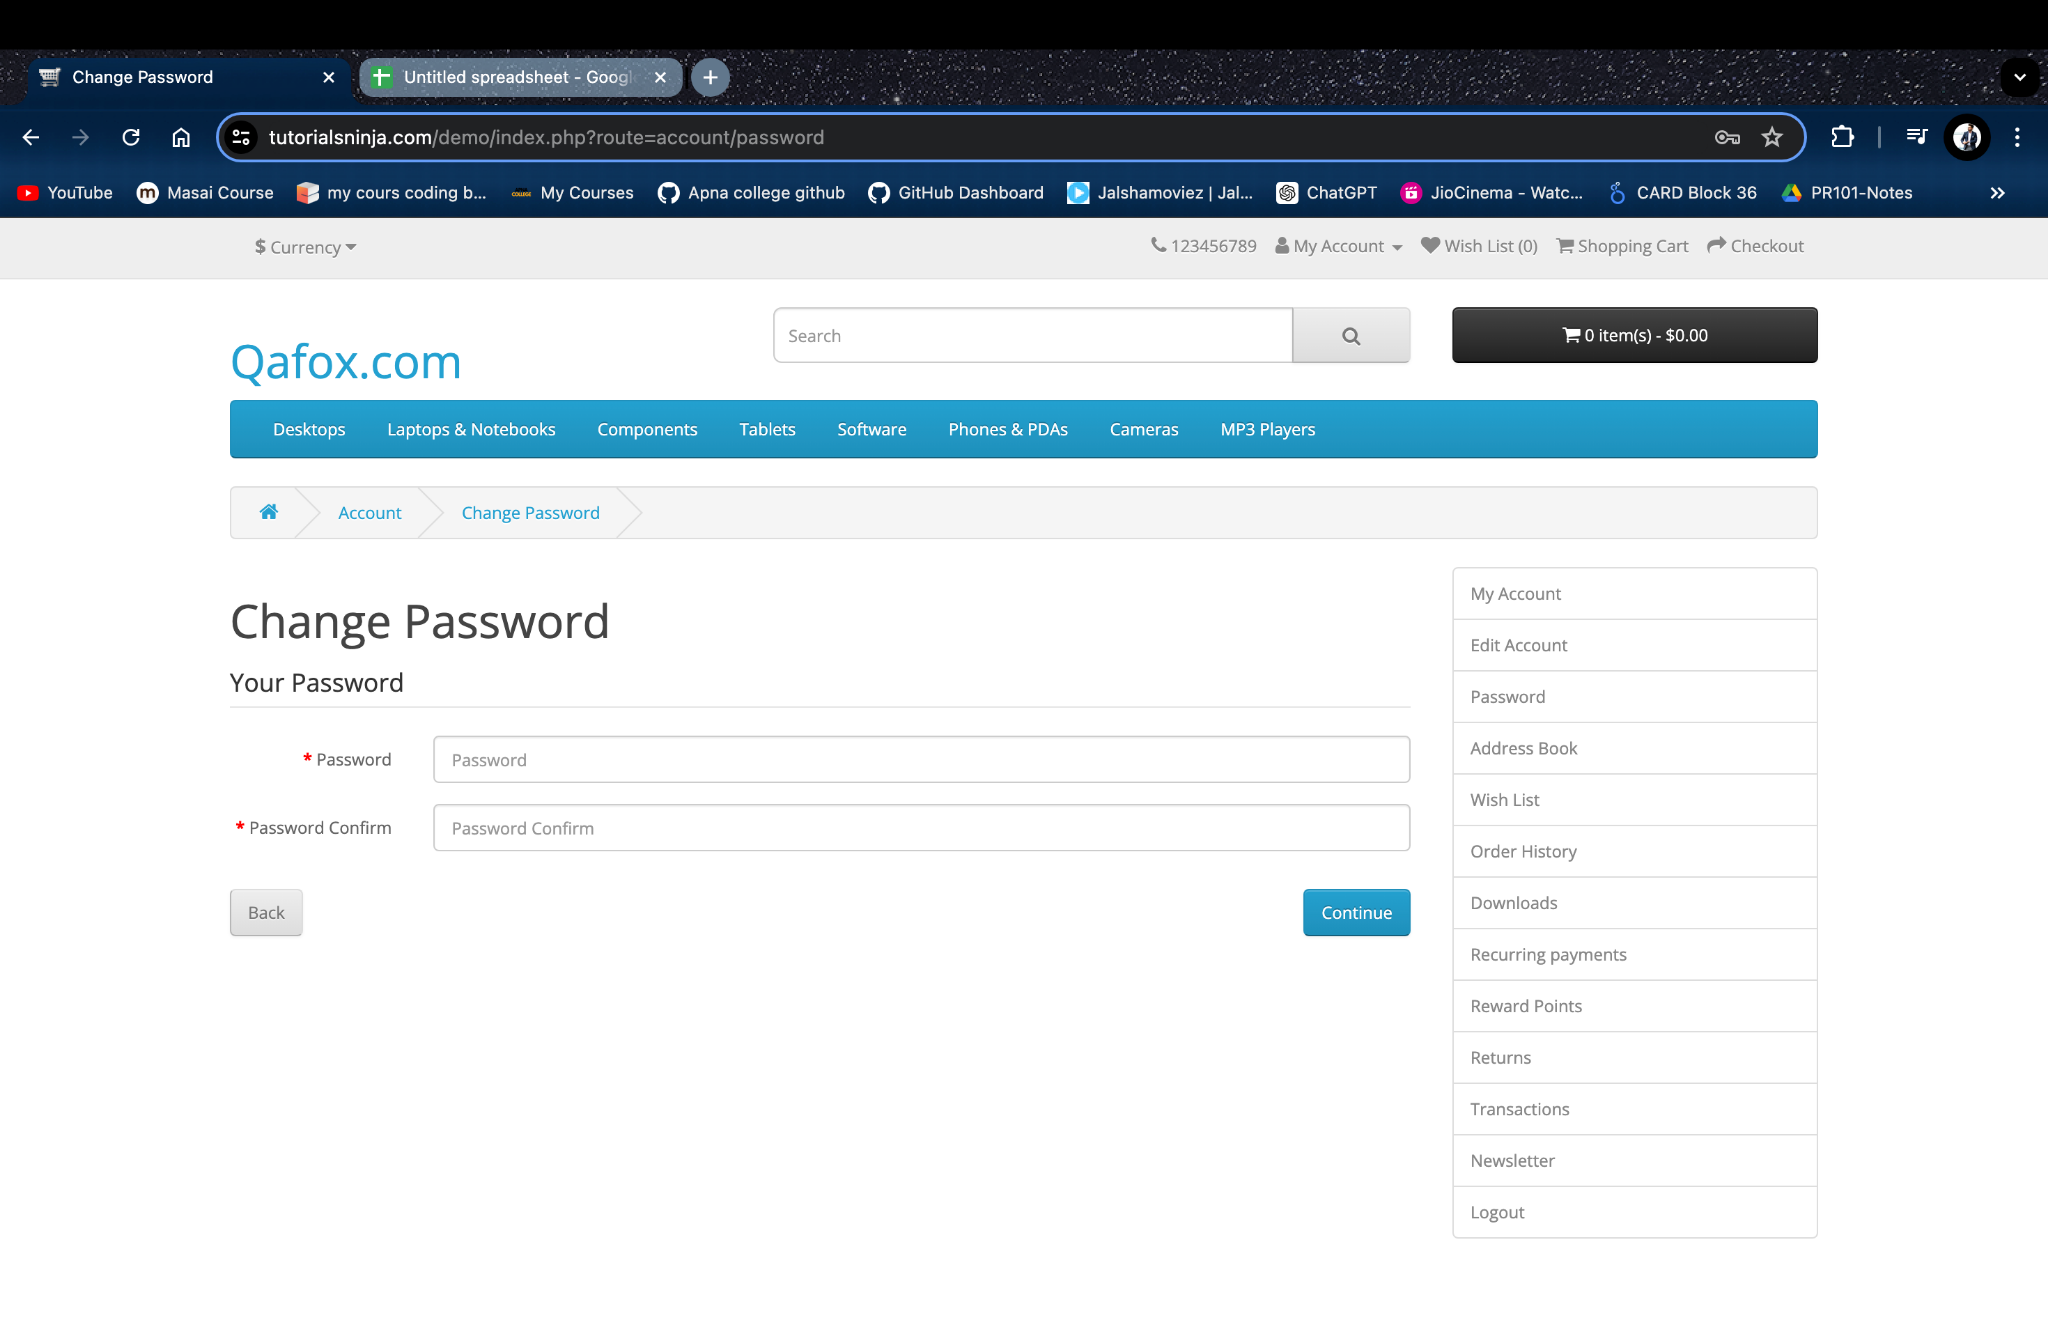 Change Password
Untitled spreadsheet - Googl
tutorialsninja.com/demo/index.php?route=account/password
YouTube
m Masai Course
my cours coding b...
COLLEGE My Courses
Apna college github
GitHub Dashboard
Jalshamoviez | Jal...
ChatGPT
JioCinema - Watc...
CARD Block 36
PR101-Notes
$ Currency
123456789
My Account
Wish List (0)
Shopping Cart
Checkout
Qafox.com
Search
0 item(s) - $0.00
Desktops
Laptops & Notebooks
Components
Tablets
Software
Phones & PDAs
Cameras
MP3 Players
Account
Change Password
Change Password
Your Password
* Password
Password
* Password Confirm
Password Confirm
Back
Continue
My Account
Edit Account
Password
Address Book
Wish List
Order History
Downloads
Recurring payments
Reward Points
Returns
Transactions
Newsletter
Logout